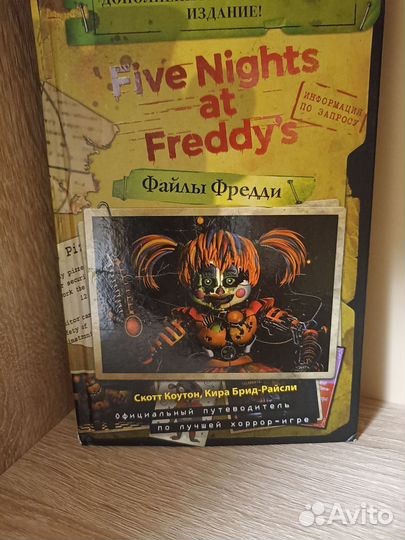 ИЗДАНИЕ!
Five Nights
at
Freddy's
ИНФОРМАЦИЯ
ПО ЗАПРОСУ
Файлы Фредди
Скотт Коутон, Кира Брид-Райсли
Официальный путеводитель
по лучшей хоррор-игре
Avito